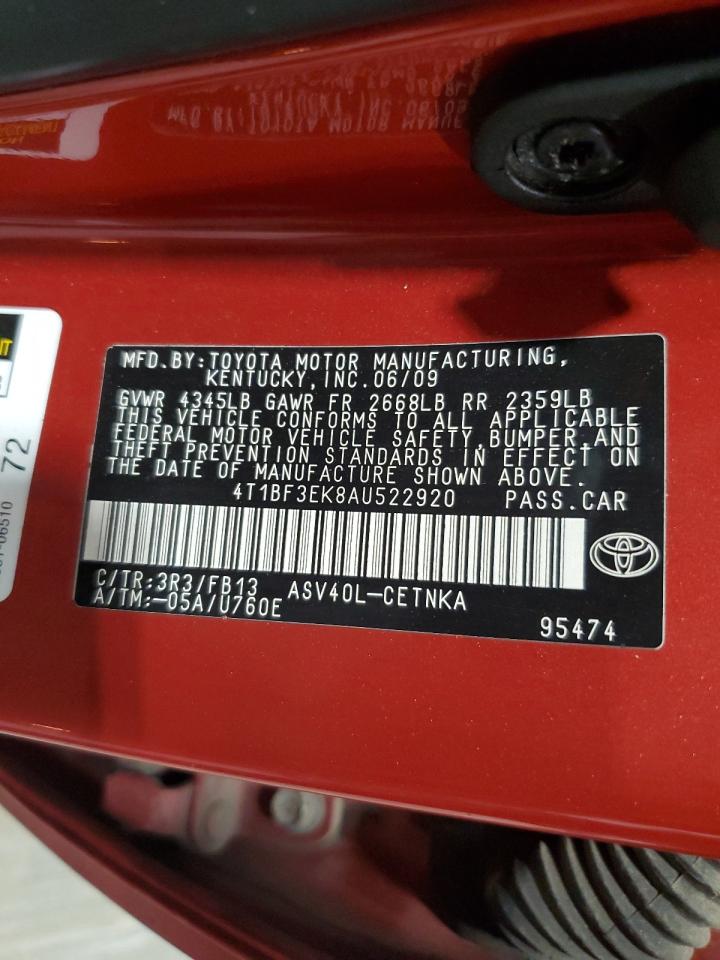 MFD.BY:TOYOTA MOTOR MANUFACTURING,
KENTUCKY,INC.06/09
GVWR 4345LB GAWR FR 2668LB RR 2359LB
THIS VEHICLE CONFORMS TO ALL APPLICABLE
FEDERAL MOTOR VEHICLE SAFETY,BUMPER,AND
THEFT PREVENTION STANDARDS IN EFFECT ON
THE DATE OF MANUFACTURE SHOWN ABOVE.
4T1BF3EK8AU522920 PASS.CAR
C/TR:3R3/FB13 ASV40L-CETNKA
A/TM:-05A/U760E
95474
72
06510